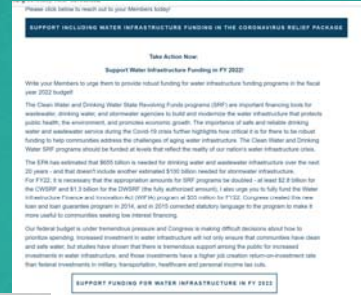 Please click below to reach out to your Members today!
SUPPORT INCLUDING WATER INFRASTRUCTURE FUNDING IN THE CORONAVIRUS RELIEF PACKAGE
Take Action Now:
Support Water Infrastructure Funding in FY 2022!
Write your Members to urge them to provide robust funding for water infrastructure funding programs in the fiscal
year 2022 budget!
The Clean Water and Drinking Water State Revolving Funds programs (SRF) are important financing tools for
wastewater, drinking water, and stormwater agencies to build and modernize the water infrastructure that protects
public health, the environment, and promotes economic growth. The importance of safe and reliable drinking
water and wastewater service during the Covid-19 crisis further highlights how critical it is for there to be robust
funding to help communities address the challenges of aging water infrastructure. The Clean Water and Drinking
Water SRF programs should be funded at levels that reflect the reality of our nation's water infrastructure crisis.
The EPA has estimated that $655 billion is needed for drinking water and wastewater infrastructure over the next
20 years - and that doesn't include another estimated $100 billion needed for stormwater infrastructure.
For FY22, it is necessary that the appropriation amounts for SRF programs be doubled - at least $2.8 billion for
the CWSRF and $1.3 billion for the DWSRF (the fully authorized amount). I also urge you to fully fund the Water
Infrastructure Finance and Innovation Act (WIFIA) program at $50 million for FY22. Congress created this new
loan and loan guarantee program in 2014, and in 2015 corrected statutory language to the program to make it
more useful to communities seeking low interest financing.
Our federal budget is under tremendous pressure and Congress is making difficult decisions about how to
prioritize spending. Increased investment in water infrastructure will not only ensure that communities have clean
and safe water, but studies have shown that there is tremendous support among the public for increased
investments in water infrastructure, and those investments have a higher job creation return-on-investment rate
than federal investments in military, transportation, healthcare and personal income tax cuts.
SUPPORT FUNDING FOR WATER INFRASTRUCTURE IN FY 2022